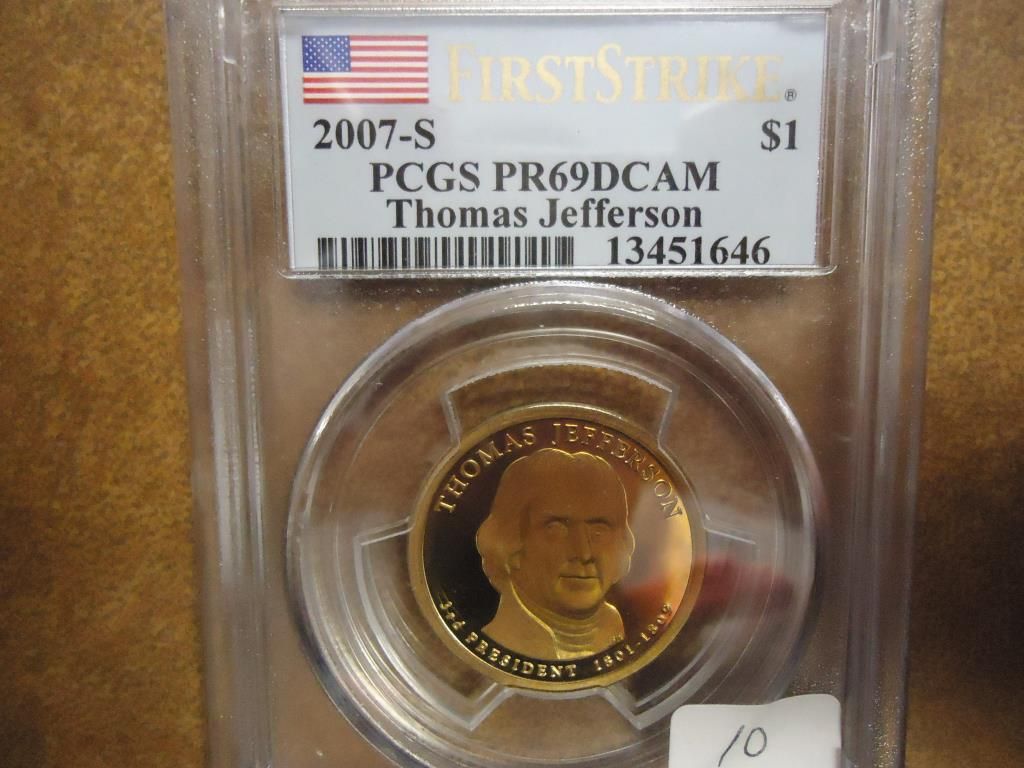 FIRSTSTRIKE®
2007-S $1
PCGS PR69DCAM
Thomas Jefferson
13451646
THOMAS JEFFERSON
3rd PRESIDENT 1801-1809
10